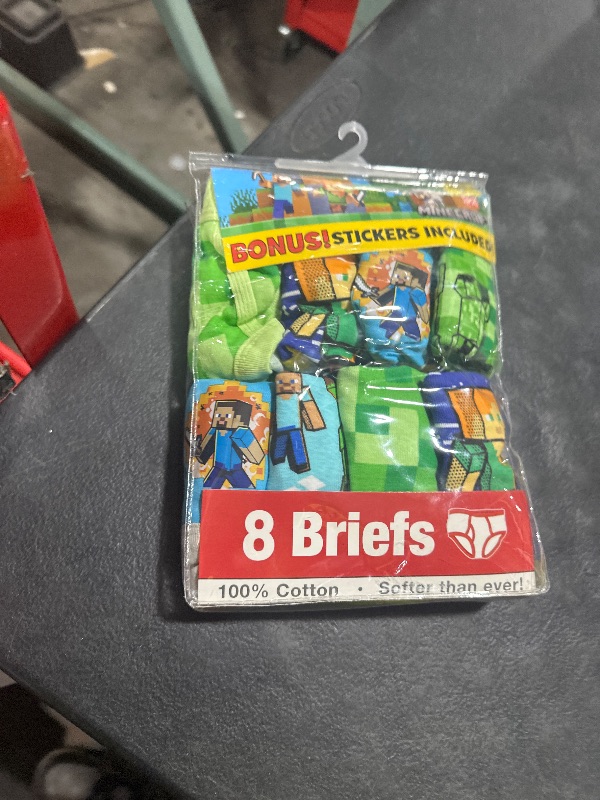 MINECRAFT
BONUS! STICKERS INCLUDED!
8 Briefs
100% Cotton • Softer than ever!